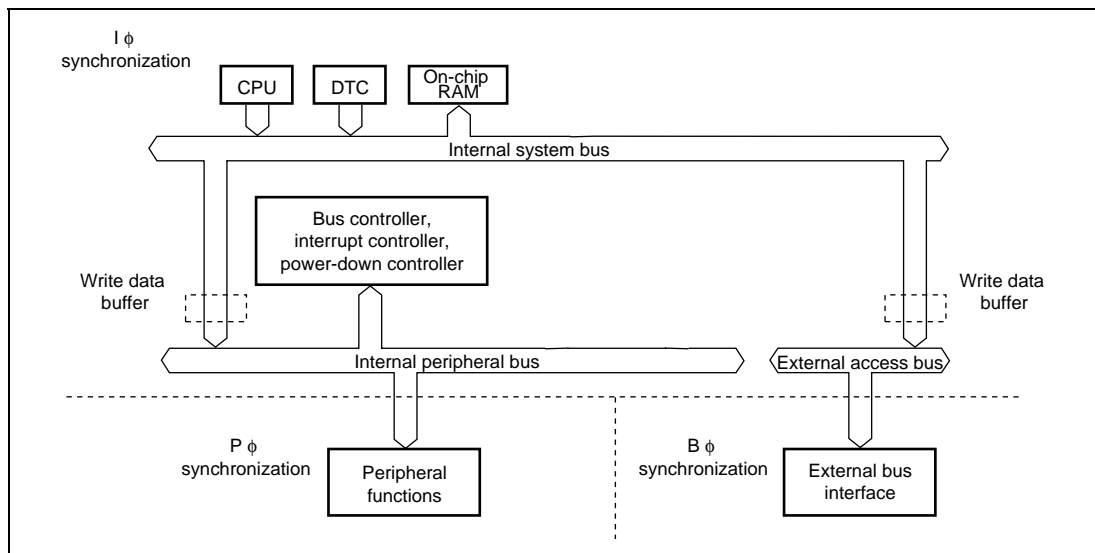 I ϕ
synchronization
CPU
DTC
On-chip
RAM
Internal system bus
Bus controller,
interrupt controller,
power-down controller
Write data
buffer
Write data
buffer
Internal peripheral bus
External access bus
P ϕ
synchronization
Peripheral
functions
B ϕ
synchronization
External bus
interface